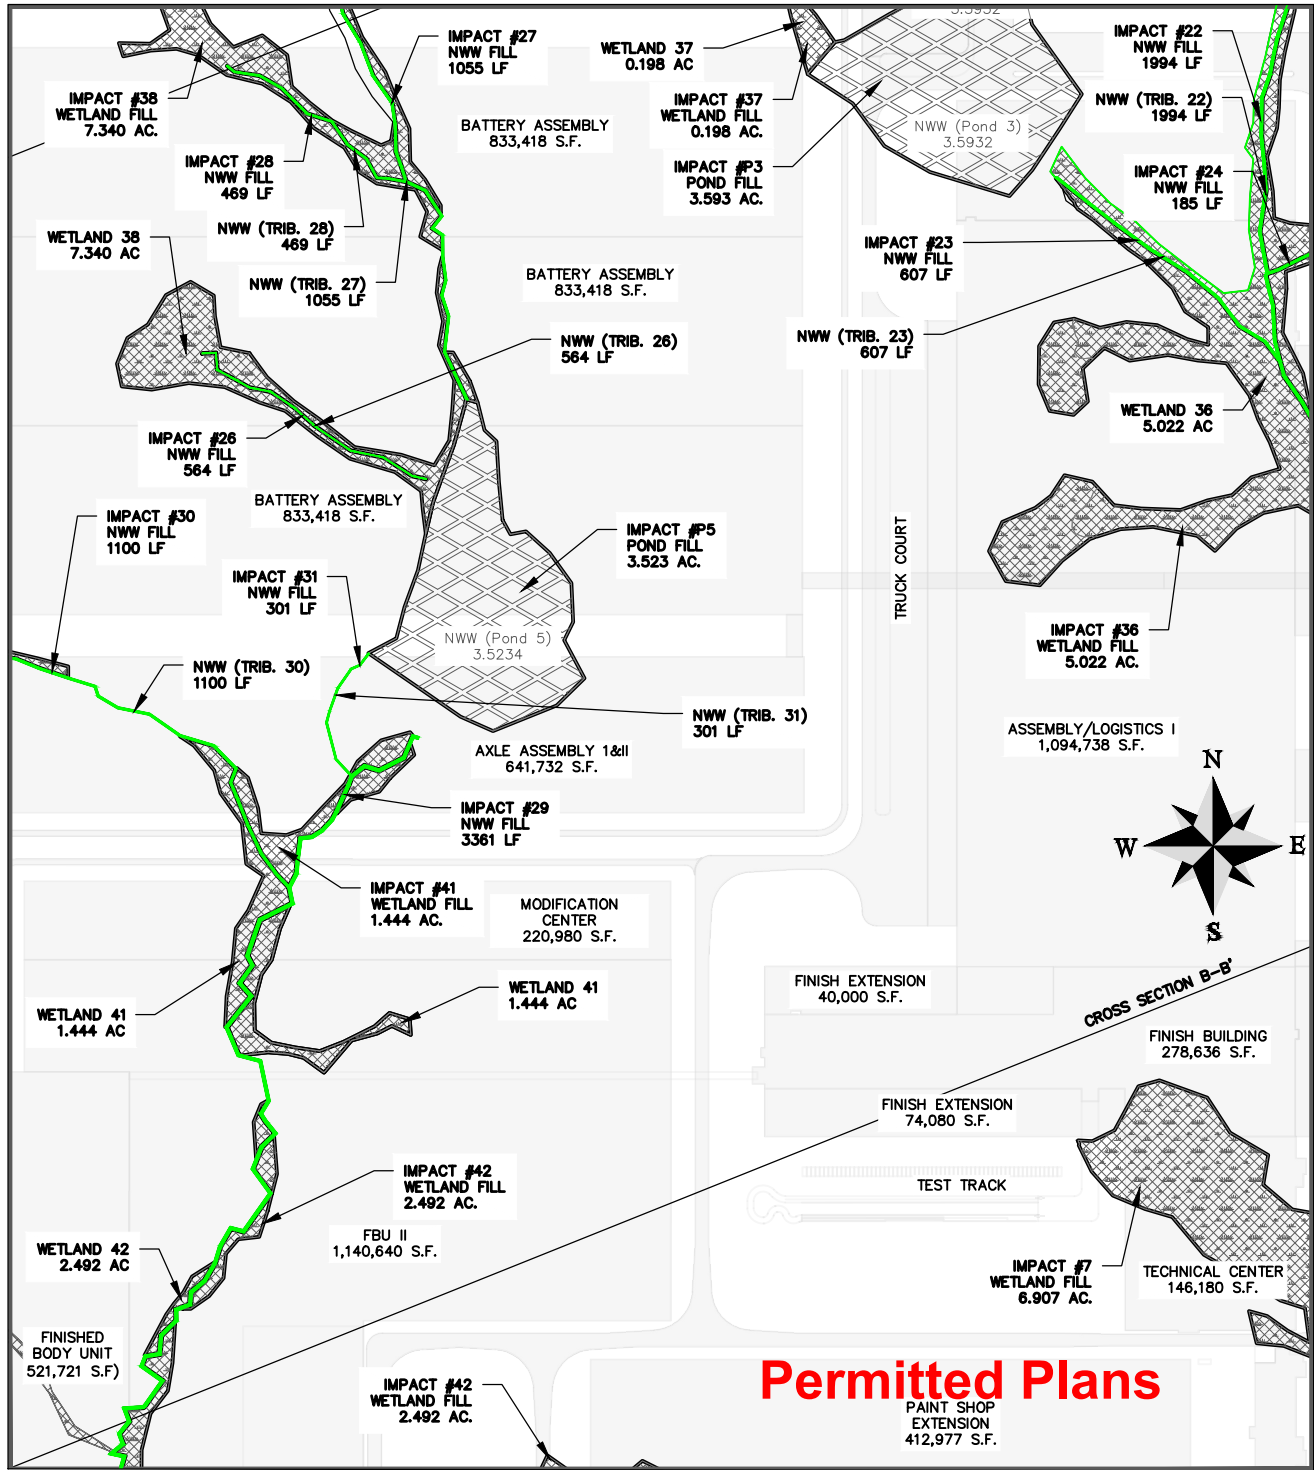 3.5932
IMPACT #27
NWW FILL
1055 LF
WETLAND 37
0.198 AC
IMPACT #22
NWW FILL
1994 LF
IMPACT #38
WETLAND FILL
7.340 AC.
BATTERY ASSEMBLY
833,418 S.F.
IMPACT #37
WETLAND FILL
0.198 AC.
NWW (Pond 3)
3.5932
NWW (TRIB. 22)
1994 LF
IMPACT #28
NWW FILL
469 LF
IMPACT #P3
POND FILL
3.593 AC.
IMPACT #24
NWW FILL
185 LF
NWW (TRIB. 28)
469 LF
WETLAND 38
7.340 AC
IMPACT #23
NWW FILL
607 LF
NWW (TRIB. 27)
1055 LF
BATTERY ASSEMBLY
833,418 S.F.
NWW (TRIB. 26)
564 LF
NWW (TRIB. 23)
607 LF
WETLAND 36
5.022 AC
IMPACT #26
NWW FILL
564 LF
BATTERY ASSEMBLY
833,418 S.F.
IMPACT #30
NWW FILL
1100 LF
IMPACT #P5
POND FILL
3.523 AC.
TRUCK COURT
IMPACT #31
NWW FILL
301 LF
NWW (Pond 5)
3.5234
IMPACT #36
WETLAND FILL
5.022 AC.
NWW (TRIB. 30)
1100 LF
NWW (TRIB. 31)
301 LF
ASSEMBLY/LOGISTICS I
1,094,738 S.F.
AXLE ASSEMBLY 1&II
641,732 S.F.
N
W
E
S
IMPACT #29
NWW FILL
3361 LF
IMPACT #41
WETLAND FILL
1.444 AC.
MODIFICATION
CENTER
220,980 S.F.
FINISH EXTENSION
40,000 S.F.
CROSS SECTION B-B'
WETLAND 41
1.444 AC
WETLAND 41
1.444 AC
FINISH BUILDING
278,636 S.F.
FINISH EXTENSION
74,080 S.F.
IMPACT #42
WETLAND FILL
2.492 AC.
TEST TRACK
FBU II
1,140,640 S.F.
WETLAND 42
2.492 AC
IMPACT #7
WETLAND FILL
6.907 AC.
TECHNICAL CENTER
146,180 S.F.
FINISHED
BODY UNIT
521,721 S.F)
IMPACT #42
WETLAND FILL
2.492 AC.
Permitted Plans
PAINT SHOP
EXTENSION
412,977 S.F.